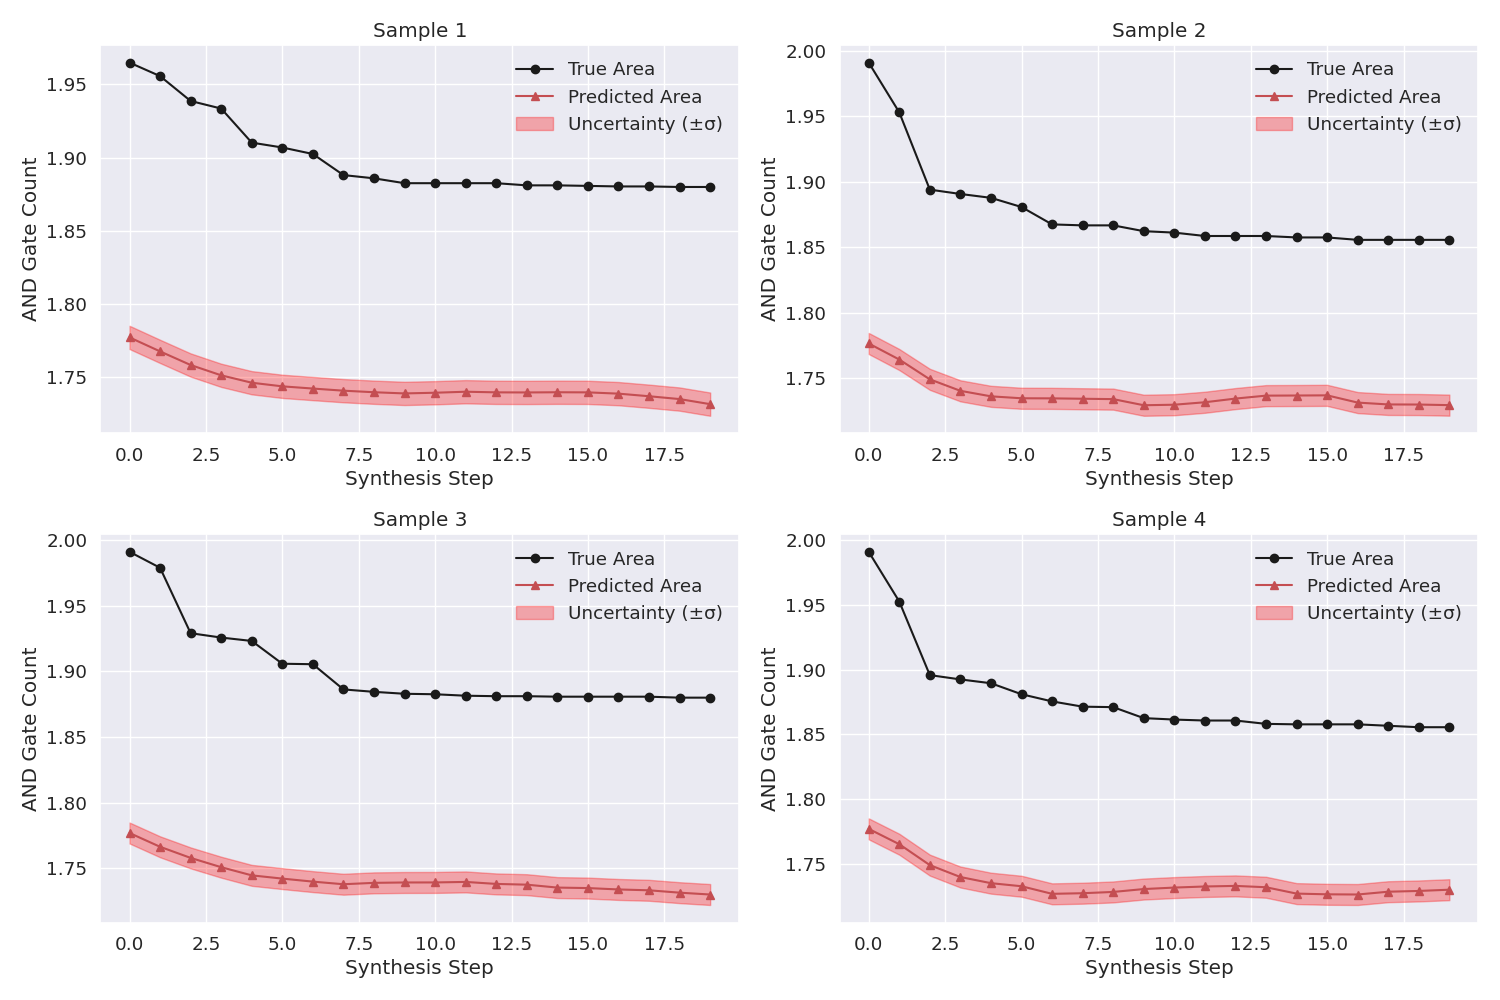 Sample 1
AND Gate Count
1.95
1.90
1.85
1.80
1.75
True Area
Predicted Area
Uncertainty (±σ)
0.0 2.5 5.0 7.5 10.0 12.5 15.0 17.5
Synthesis Step
Sample 2
AND Gate Count
2.00
1.95
1.90
1.85
1.80
1.75
True Area
Predicted Area
Uncertainty (±σ)
0.0 2.5 5.0 7.5 10.0 12.5 15.0 17.5
Synthesis Step
Sample 3
AND Gate Count
2.00
1.95
1.90
1.85
1.80
1.75
True Area
Predicted Area
Uncertainty (±σ)
0.0 2.5 5.0 7.5 10.0 12.5 15.0 17.5
Synthesis Step
Sample 4
AND Gate Count
2.00
1.95
1.90
1.85
1.80
1.75
True Area
Predicted Area
Uncertainty (±σ)
0.0 2.5 5.0 7.5 10.0 12.5 15.0 17.5
Synthesis Step